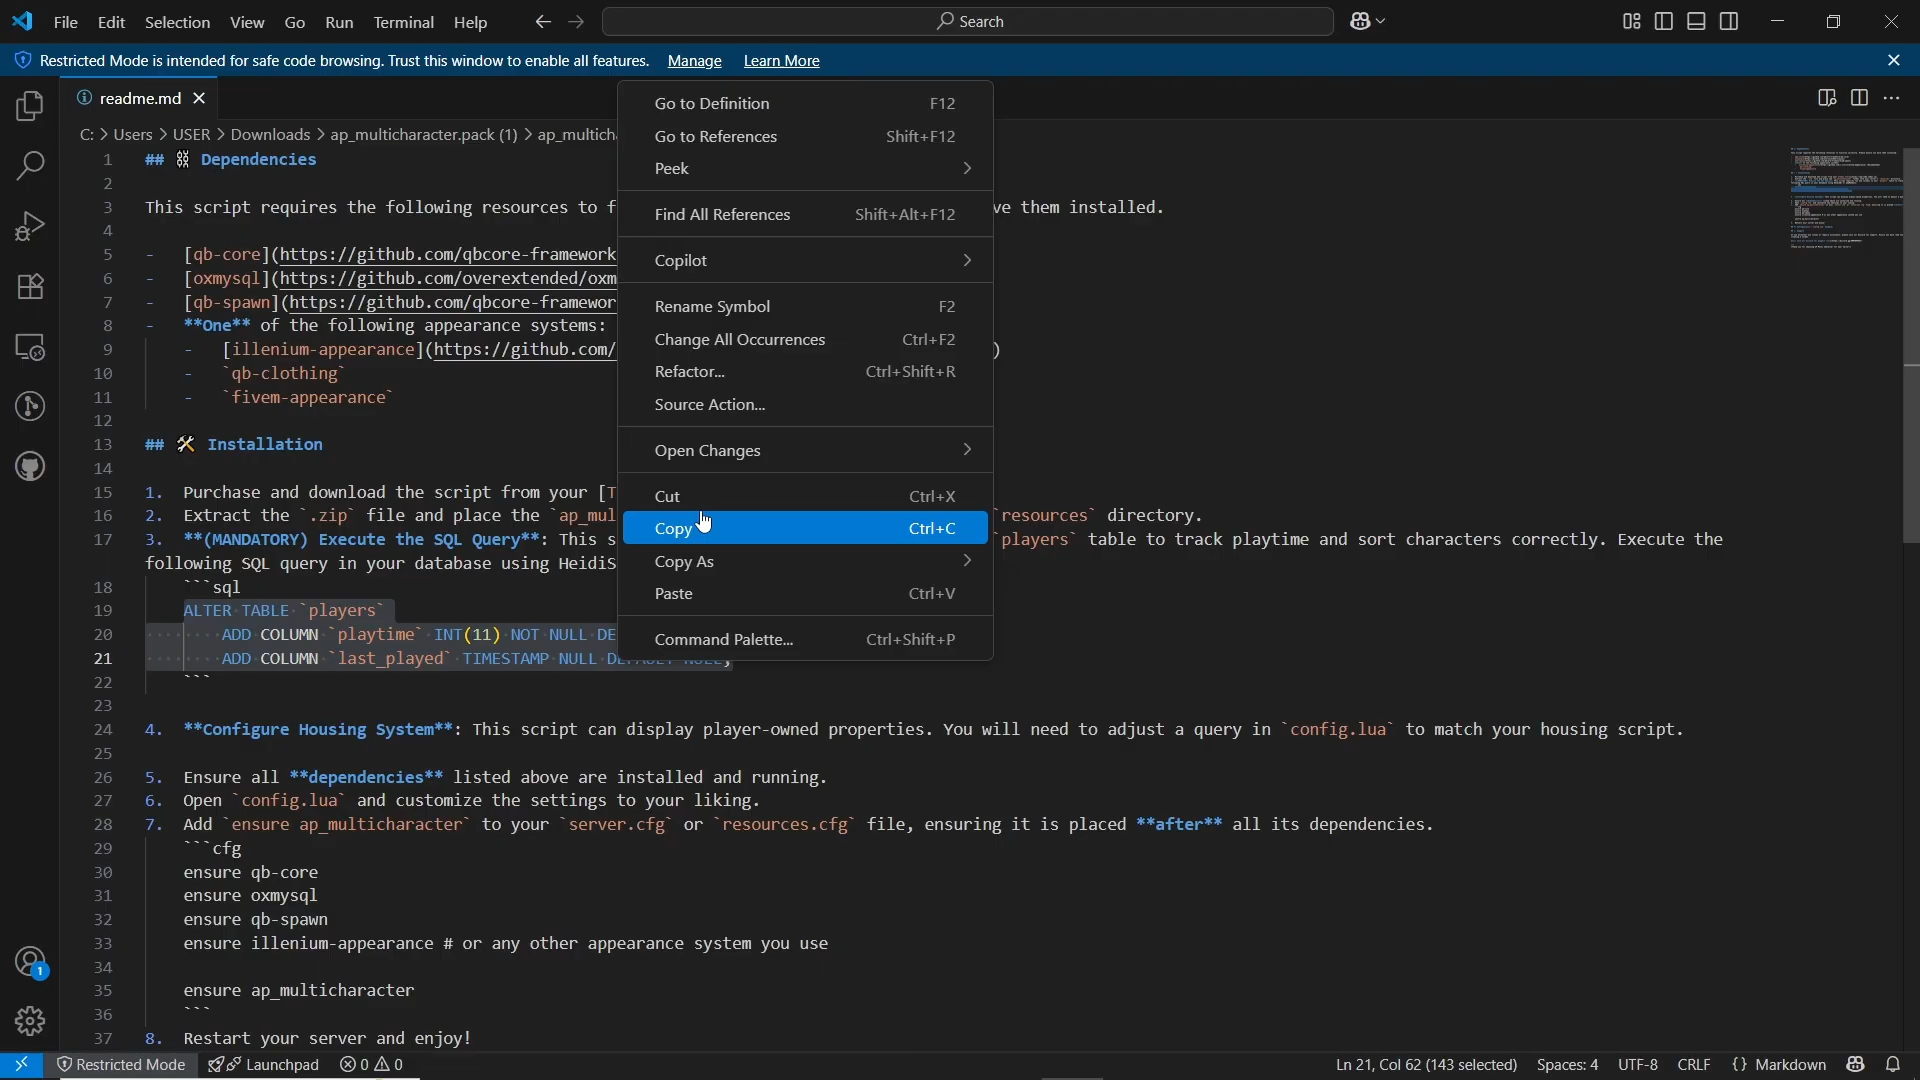 File Edit Selection View Go Run Terminal Help Search
Restricted Mode is intended for safe code browsing. Trust this window to enable all features. Manage Learn More
readme.md
C: > Users > USER > Downloads > ap_multicharacter.pack (1) > ap_multich
1 ## ⛓ Dependencies
2
3 This script requires the following resources to f ve them installed.
4
5 - [qb-core](https://github.com/qbcore-framework
6 - [oxmysql](https://github.com/overextended/oxm
7 - [qb-spawn](https://github.com/qbcore-framewor
8 - **One** of the following appearance systems:
9 - [illenium-appearance](https://github.com/ )
10 - `qb-clothing`
11 - `fivem-appearance`
12
13 ## 🛠 Installation
14
15 1. Purchase and download the script from your [T
16 2. Extract the `.zip` file and place the `ap_mul resources` directory.
17 3. **(MANDATORY) Execute the SQL Query**: This s `players` table to track playtime and sort characters correctly. Execute the
following SQL query in your database using HeidiS
18 ```sql
19 ALTER TABLE `players`
20 ADD COLUMN `playtime` INT(11) NOT NULL DE
21 ADD COLUMN `last_played` TIMESTAMP NULL DEFAULT NULL;
22 ```
23
24 4. **Configure Housing System**: This script can display player-owned properties. You will need to adjust a query in `config.lua` to match your housing script.
25
26 5. Ensure all **dependencies** listed above are installed and running.
27 6. Open `config.lua` and customize the settings to your liking.
28 7. Add `ensure ap_multicharacter` to your `server.cfg` or `resources.cfg` file, ensuring it is placed **after** all its dependencies.
29 ```cfg
30 ensure qb-core
31 ensure oxmysql
32 ensure qb-spawn
33 ensure illenium-appearance # or any other appearance system you use
34
35 ensure ap_multicharacter
36 ```
37 8. Restart your server and enjoy!
Go to Definition F12
Go to References Shift+F12
Peek
Find All References Shift+Alt+F12
Copilot
Rename Symbol F2
Change All Occurrences Ctrl+F2
Refactor... Ctrl+Shift+R
Source Action...
Open Changes
Cut Ctrl+X
Copy Ctrl+C
Copy As
Paste Ctrl+V
Command Palette... Ctrl+Shift+P
1
Restricted Mode Launchpad 0 0 Ln 21, Col 62 (143 selected) Spaces: 4 UTF-8 CRLF {} Markdown